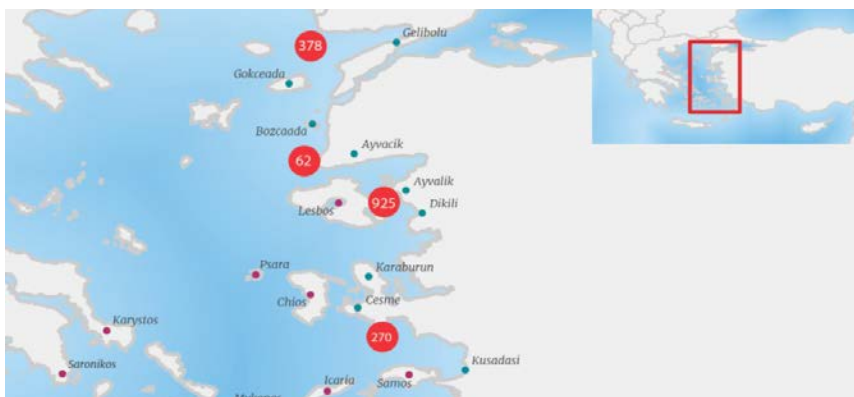 378
Gelibolu
Gokceada
Bozcaada
Ayvacik
62
Ayvalik
Lesbos
925
Dikili
Psara
Karaburun
Chios
Cesme
Karystos
270
Saronikos
Kusadasi
Icaria
Samos